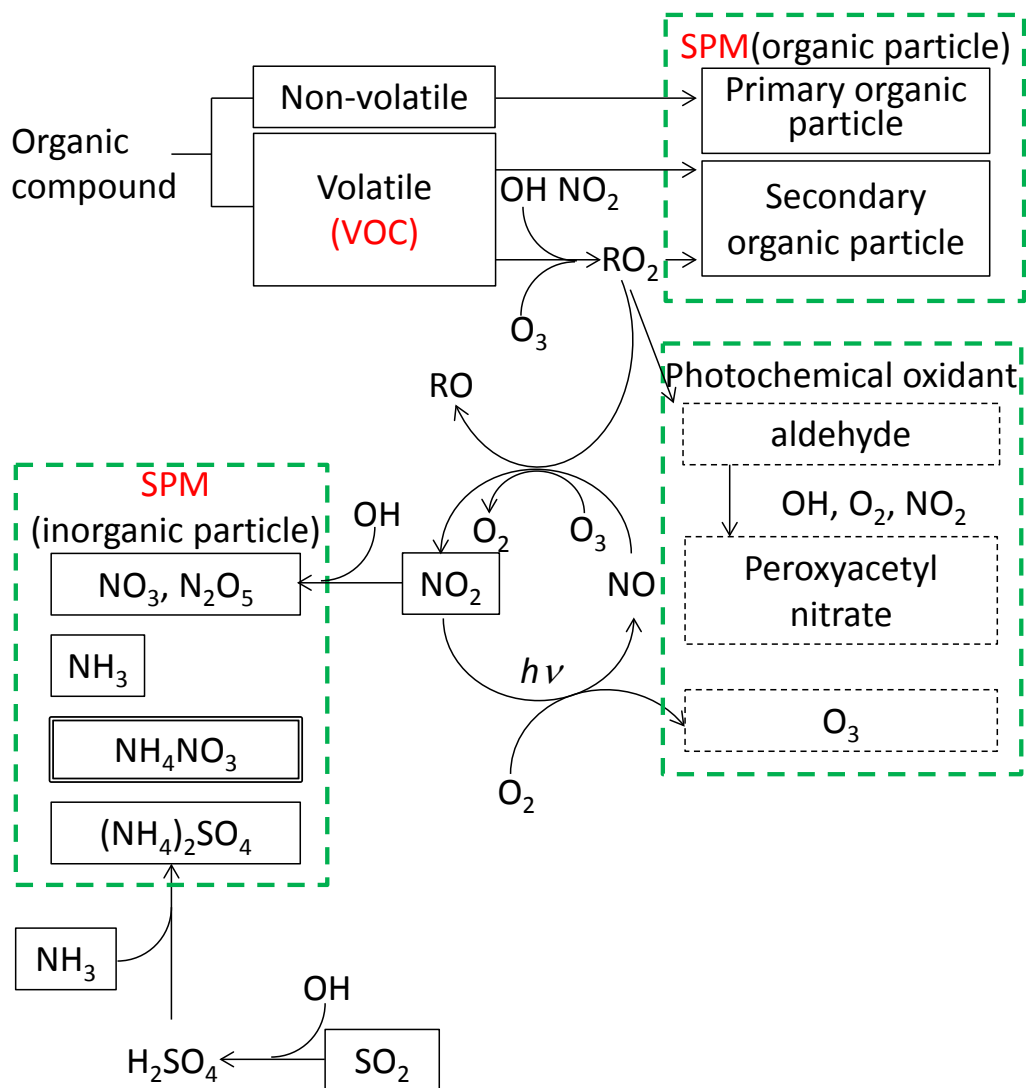 SPM(organic particle)
Non-volatile
Primary organic
particle
Organic
compound
Volatile
(VOC)
OH NO₂
Secondary
organic particle
RO₂
O₃
RO
Photochemical oxidant
aldehyde
SPM
(inorganic particle)
OH
O₂
O₃
OH, O₂, NO₂
NO₃, N₂O₅
NO₂
NO
Peroxyacetyl
nitrate
NH₃
hν
NH₄NO₃
O₃
O₂
(NH₄)₂SO₄
NH₃
OH
H₂SO₄
SO₂